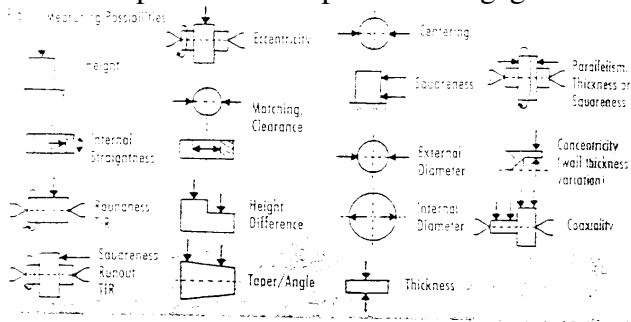 Measuring Possibilities
Height
Internal
Straightness
Roundness
TIR
Squareness
Runout
TIR
Eccentricity
Matching,
Clearance
Height
Difference
Taper/Angle
Centering
Squareness
External
Diameter
Internal
Diameter
Thickness
Parallelism,
Thickness or
Squareness
Concentricity
(wall thickness
variation)
Coaxiality